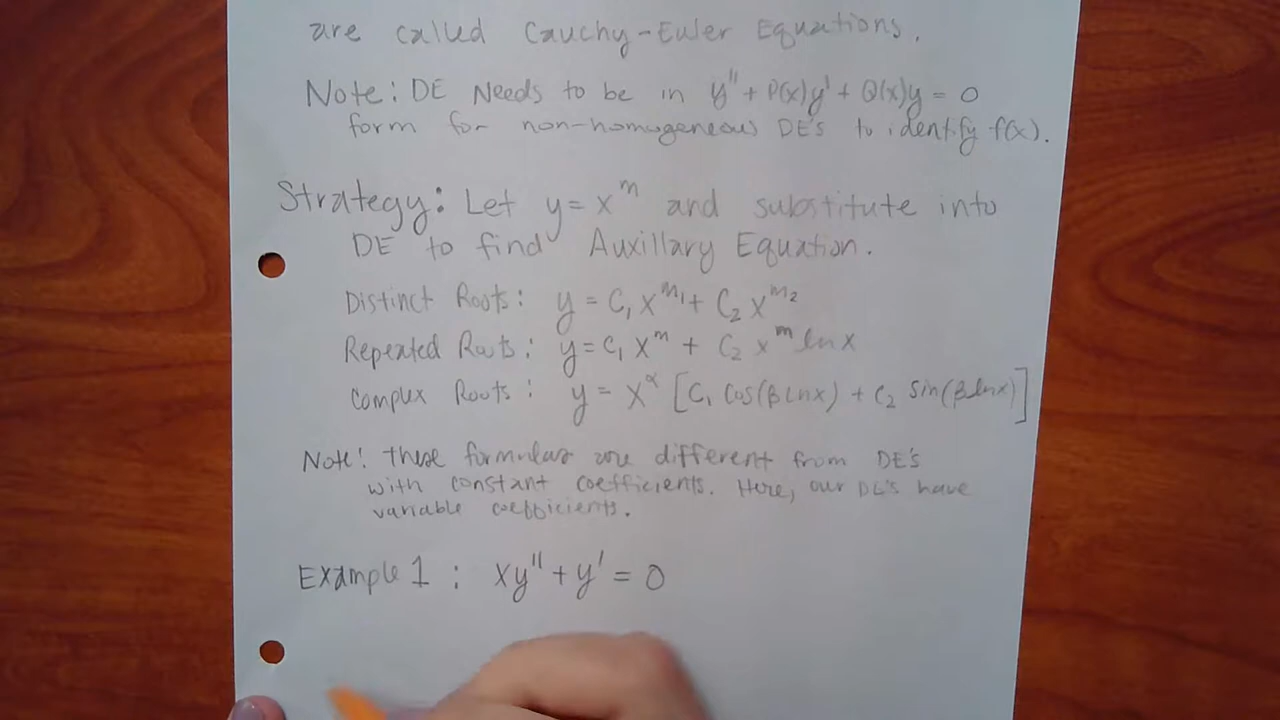 are called Cauchy-Euler Equations.
Note: DE Needs to be in y'' + P(x)y' + Q(x)y = 0
form for non-homogeneous DE's to identify f(x).
Strategy: Let y = x^m and substitute into
DE to find Auxillary Equation.
Distinct Roots: y = C₁ x^m₁ + C₂ x^m₂
Repeated Roots: y = c₁ x^m + C₂ x^m ln x
Complex Roots: y = x^α [C₁ cos(β ln x) + C₂ sin(β ln x)]
Note! these formulas are different from DE's
with constant coefficients. Here, our DE's have
variable coefficients.
Example 1: xy'' + y' = 0